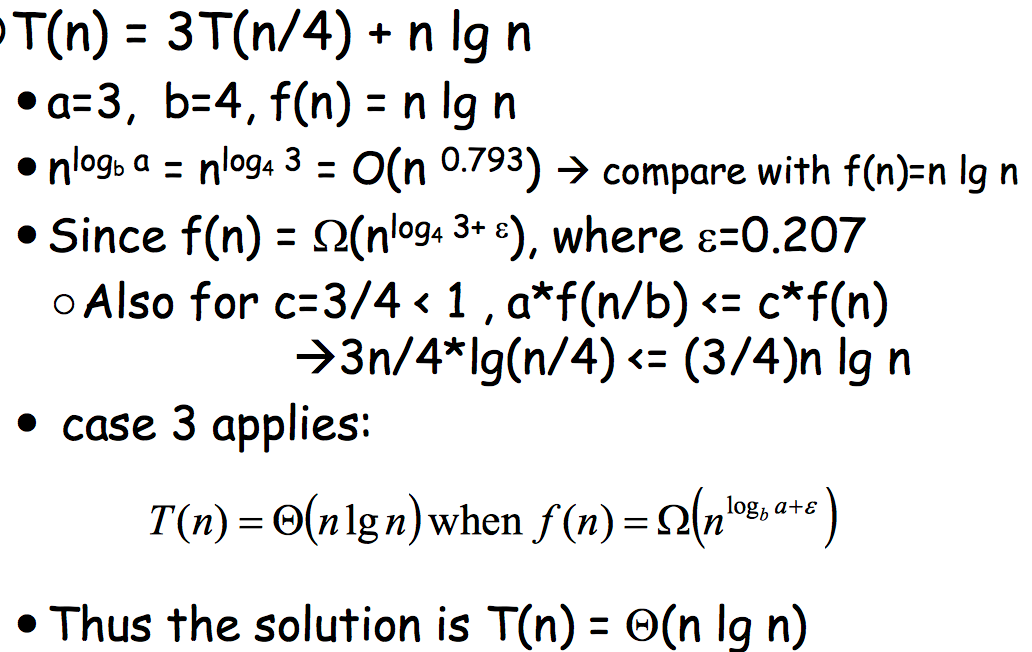 T(n) = 3T(n/4) + n lg n
• a=3, b=4, f(n) = n lg n
• n^{log_b a} = n^{log_4 3} = O(n^{0.793}) → compare with f(n)=n lg n
• Since f(n) = Ω(n^{log_4 3+ ε}), where ε=0.207
○ Also for c=3/4 < 1 , a*f(n/b) <= c*f(n)
→3n/4*lg(n/4) <= (3/4)n lg n
• case 3 applies:
T(n) = Θ(n lg n) when f(n) = Ω(n^{log_b a+ε})
• Thus the solution is T(n) = Θ(n lg n)